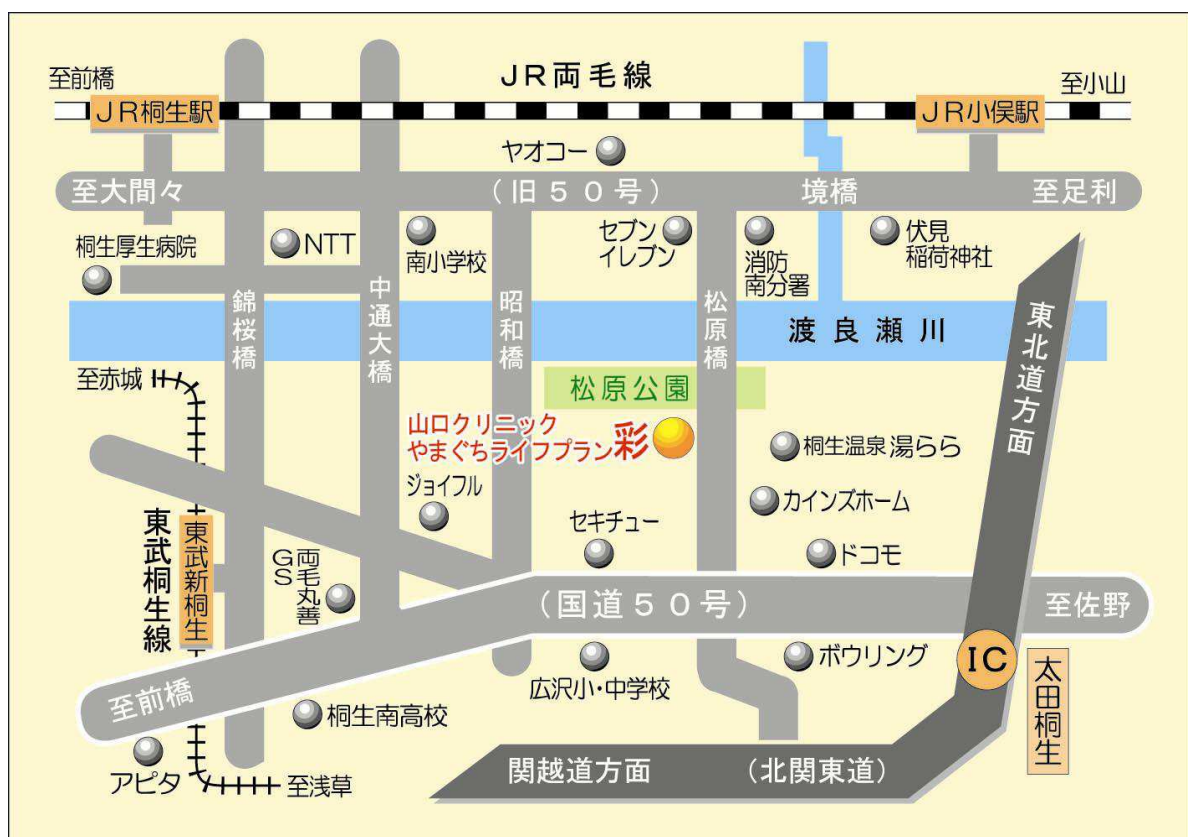 JR両毛線
至前橋
至小山
JR桐生駅
JR小俣駅
ヤオコー
至大間々
(旧50号)
境橋
至足利
桐生厚生病院
NTT
南小学校
セブン
イレブン
消防
南分署
伏見
稲荷神社
錦桜橋
中通大橋
昭和橋
松原橋
渡良瀬川
東北道方面
至赤城
松原公園
山口クリニック
やまぐちライフプラン彩
桐生温泉 湯らら
ジョイフル
カインズホーム
セキチュー
ドコモ
東武桐生線
東武新桐生
両毛丸善
GS
(国道50号)
至佐野
至前橋
広沢小・中学校
ボウリング
IC
太田桐生
桐生南高校
アピタ
至浅草
関越道方面
(北関東道)